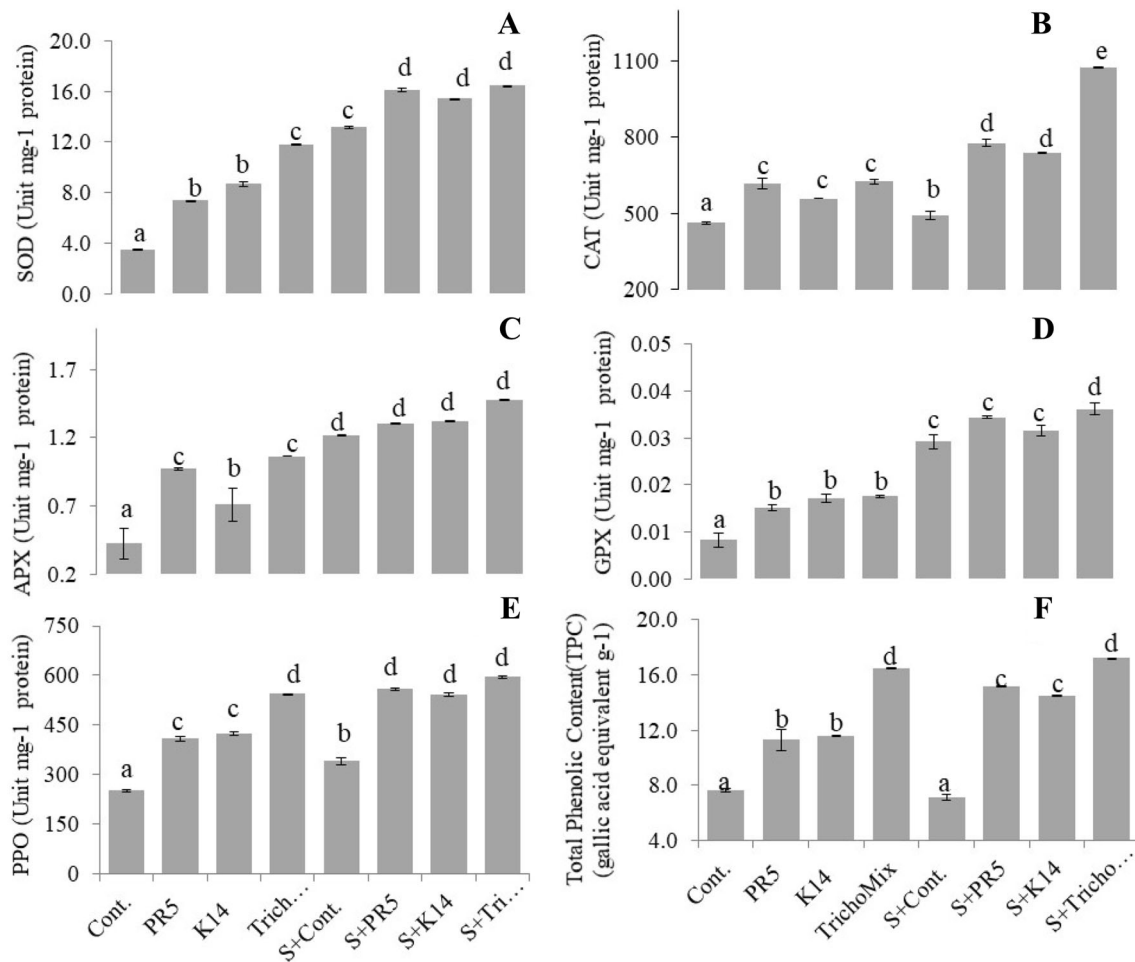 A
SOD (Unit mg-1 protein)
20.0
16.0
12.0
8.0
4.0
0.0
a
b
b
c
c
d
d
d
B
CAT (Unit mg-1 protein)
1100
800
500
200
a
c
c
c
b
d
d
e
C
APX (Unit mg-1 protein)
1.7
1.2
0.7
0.2
a
c
b
c
d
d
d
d
D
GPX (Unit mg-1 protein)
0.05
0.04
0.03
0.02
0.01
0.00
a
b
b
b
c
c
c
d
E
PPO (Unit mg-1 protein)
750
600
450
300
150
0
a
c
c
d
b
d
d
d
Cont.
PR5
K14
Trich...
S+Cont.
S+PR5
S+K14
S+Tri...
F
Total Phenolic Content(TPC)
(gallic acid equivalent g-1)
20.0
16.0
12.0
8.0
4.0
a
b
b
d
a
c
c
d
Cont.
PR5
K14
TrichoMix
S+Cont.
S+PR5
S+K14
S+Tricho...